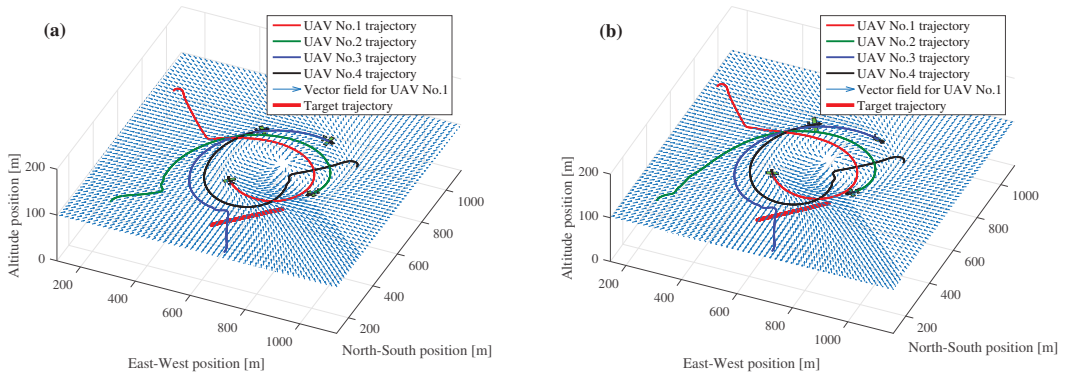 (a)
UAV No.1 trajectory
UAV No.2 trajectory
UAV No.3 trajectory
UAV No.4 trajectory
Vector field for UAV No.1
Target trajectory
Altitude position [m]
200
100
0
200
400
600
800
1000
East-West position [m]
200
400
600
800
1000
North-South position [m]
(b)
UAV No.1 trajectory
UAV No.2 trajectory
UAV No.3 trajectory
UAV No.4 trajectory
Vector field for UAV No.1
Target trajectory
Altitude position [m]
200
100
0
200
400
600
800
1000
East-West position [m]
200
400
600
800
1000
North-South position [m]